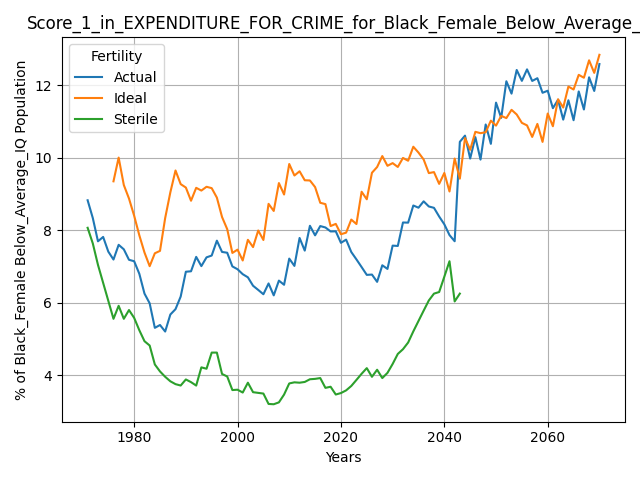 Score_1_in_EXPENDITURE_FOR_CRIME_for_Black_Female_Below_Average_
Fertility
Actual
Ideal
Sterile
% of Black_Female Below_Average_IQ Population
12
10
8
6
4
1980
2000
2020
2040
2060
Years